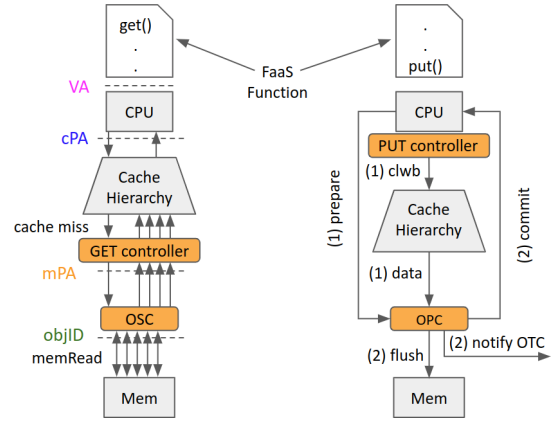 get()
.
.
.
FaaS
Function
VA
CPU
cPA
Cache
Hierarchy
cache miss
GET controller
mPA
OSC
objID
memRead
Mem
.
.
put()
CPU
PUT controller
(1) clwb
(1) prepare
Cache
Hierarchy
(2) commit
(1) data
OPC
(2) flush
(2) notify OTC
Mem